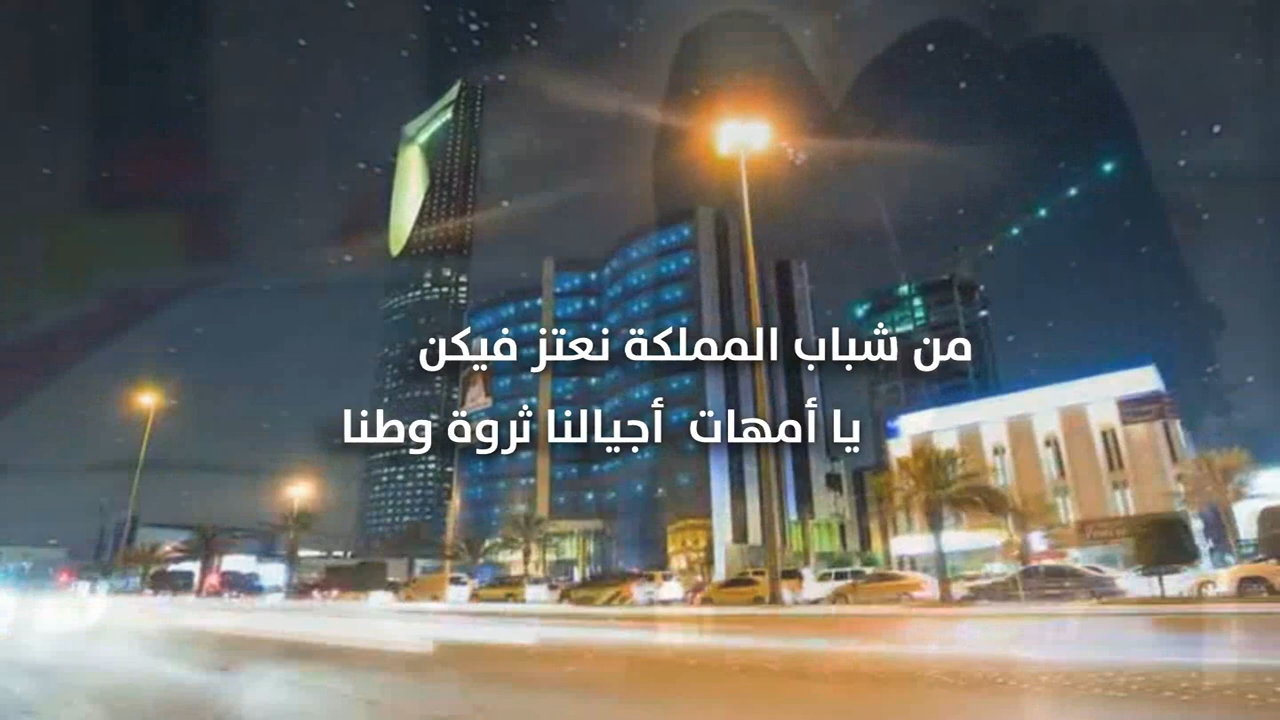 من شباب المملكة نعتز فيكن
يا أمهات أجيالنا ثروة وطنا